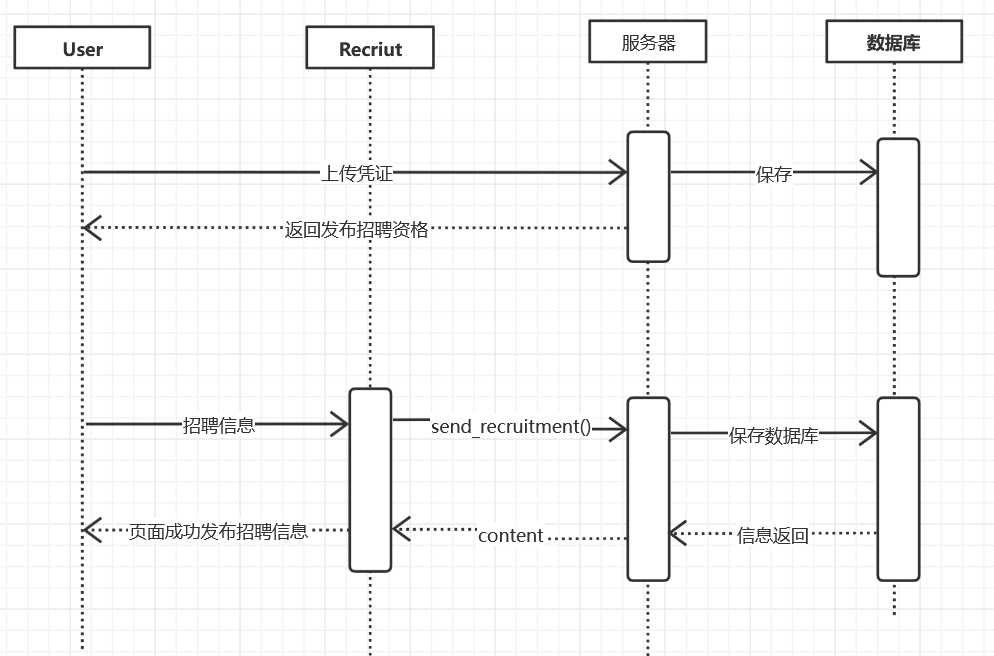 User
Recriut
服务器
数据库
上传凭证
保存
返回发布招聘资格
招聘信息
send_recruitment()
保存数据库
页面成功发布招聘信息
content
信息返回